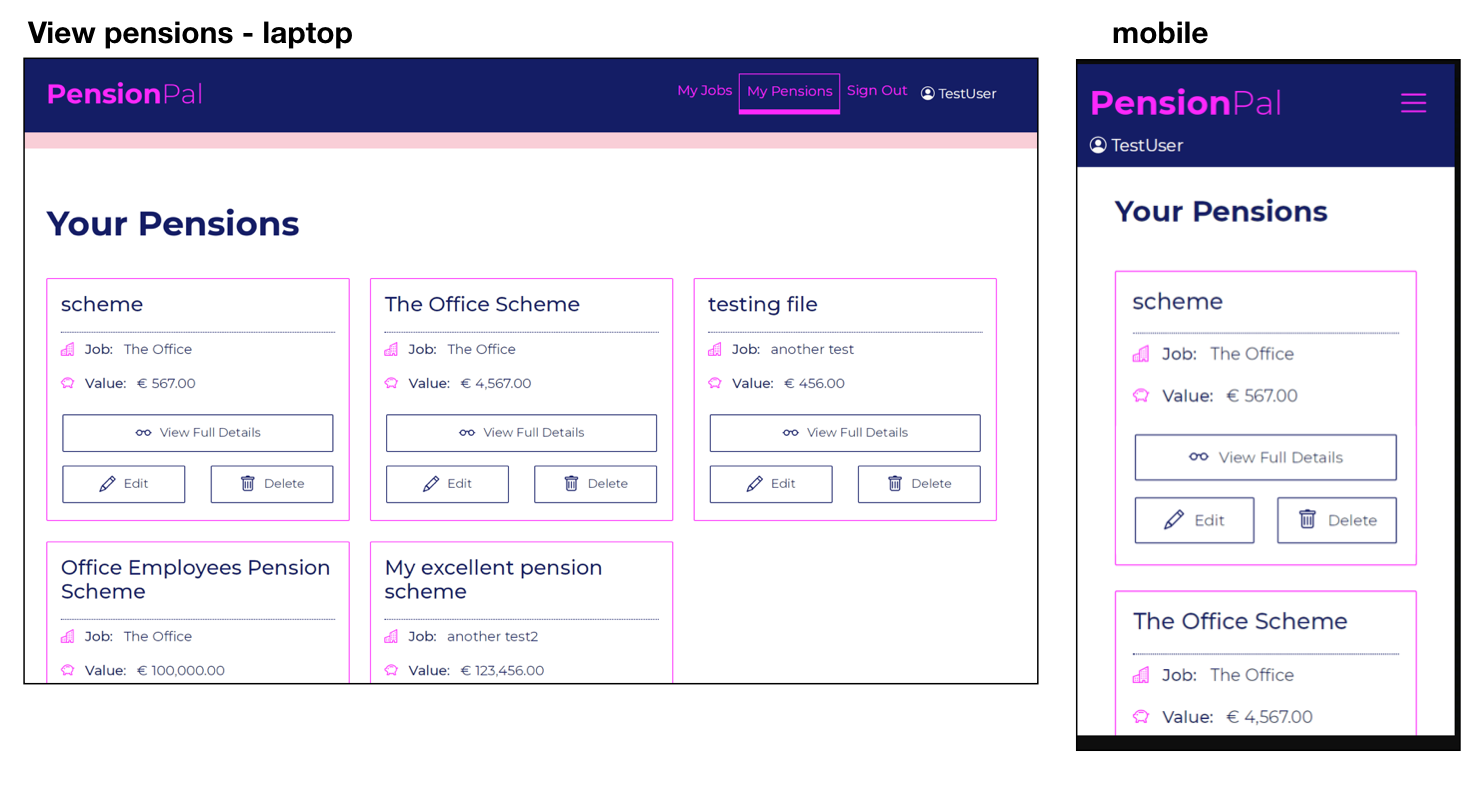 View pensions - laptop
PensionPal
My Jobs My Pensions Sign Out TestUser
Your Pensions
scheme
Job: The Office
Value: € 567.00
View Full Details
Edit Delete
The Office Scheme
Job: The Office
Value: € 4,567.00
View Full Details
Edit Delete
testing file
Job: another test
Value: € 456.00
View Full Details
Edit Delete
Office Employees Pension
Scheme
Job: The Office
Value: € 100,000.00
My excellent pension
scheme
Job: another test2
Value: € 123,456.00
mobile
PensionPal
TestUser
Your Pensions
scheme
Job: The Office
Value: € 567.00
View Full Details
Edit Delete
The Office Scheme
Job: The Office
Value: € 4,567.00